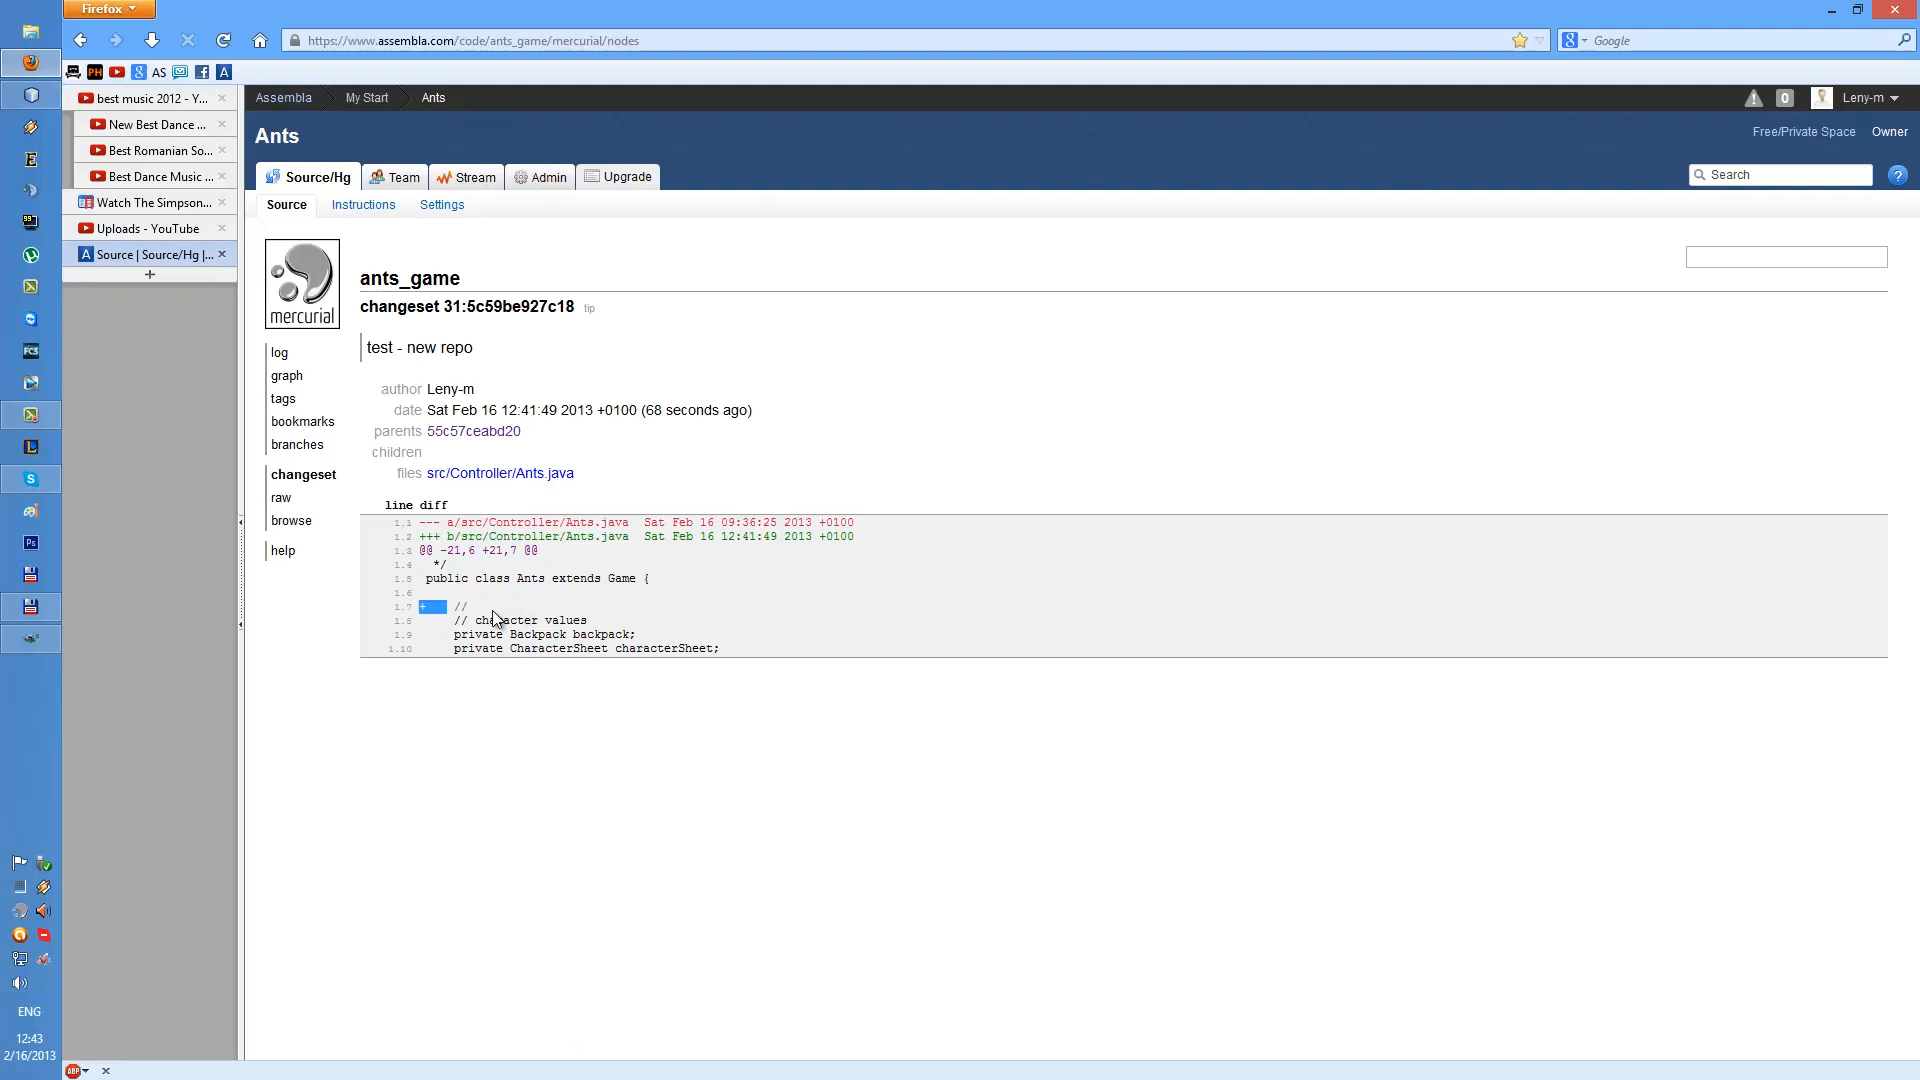 Firefox
https://www.assembla.com/code/ants_game/mercurial/nodes
Google
PH
AS
best music 2012 - Y...
New Best Dance ...
Best Romanian So...
Best Dance Music ...
Watch The Simpson...
Uploads - YouTube
Source | Source/Hg |...
+
Assembla
My Start
Ants
0
Leny-m
Ants
Free/Private Space
Owner
Source/Hg
Team
Stream
Admin
Upgrade
Search
?
Source
Instructions
Settings
mercurial
log
graph
tags
bookmarks
branches
changeset
raw
browse
help
ants_game
changeset 31:5c59be927c18 tip
test - new repo
author Leny-m
date Sat Feb 16 12:41:49 2013 +0100 (68 seconds ago)
parents 55c57ceabd20
children
files src/Controller/Ants.java
line diff
1.1 --- a/src/Controller/Ants.java Sat Feb 16 09:36:25 2013 +0100
1.2 +++ b/src/Controller/Ants.java Sat Feb 16 12:41:49 2013 +0100
1.3 @@ -21,6 +21,7 @@
1.4 */
1.5 public class Ants extends Game {
1.6
1.7 + //
1.8 // character values
1.9 private Backpack backpack;
1.10 private CharacterSheet characterSheet;
FC3
Ps
ENG
12:43
2/16/2013
ABP